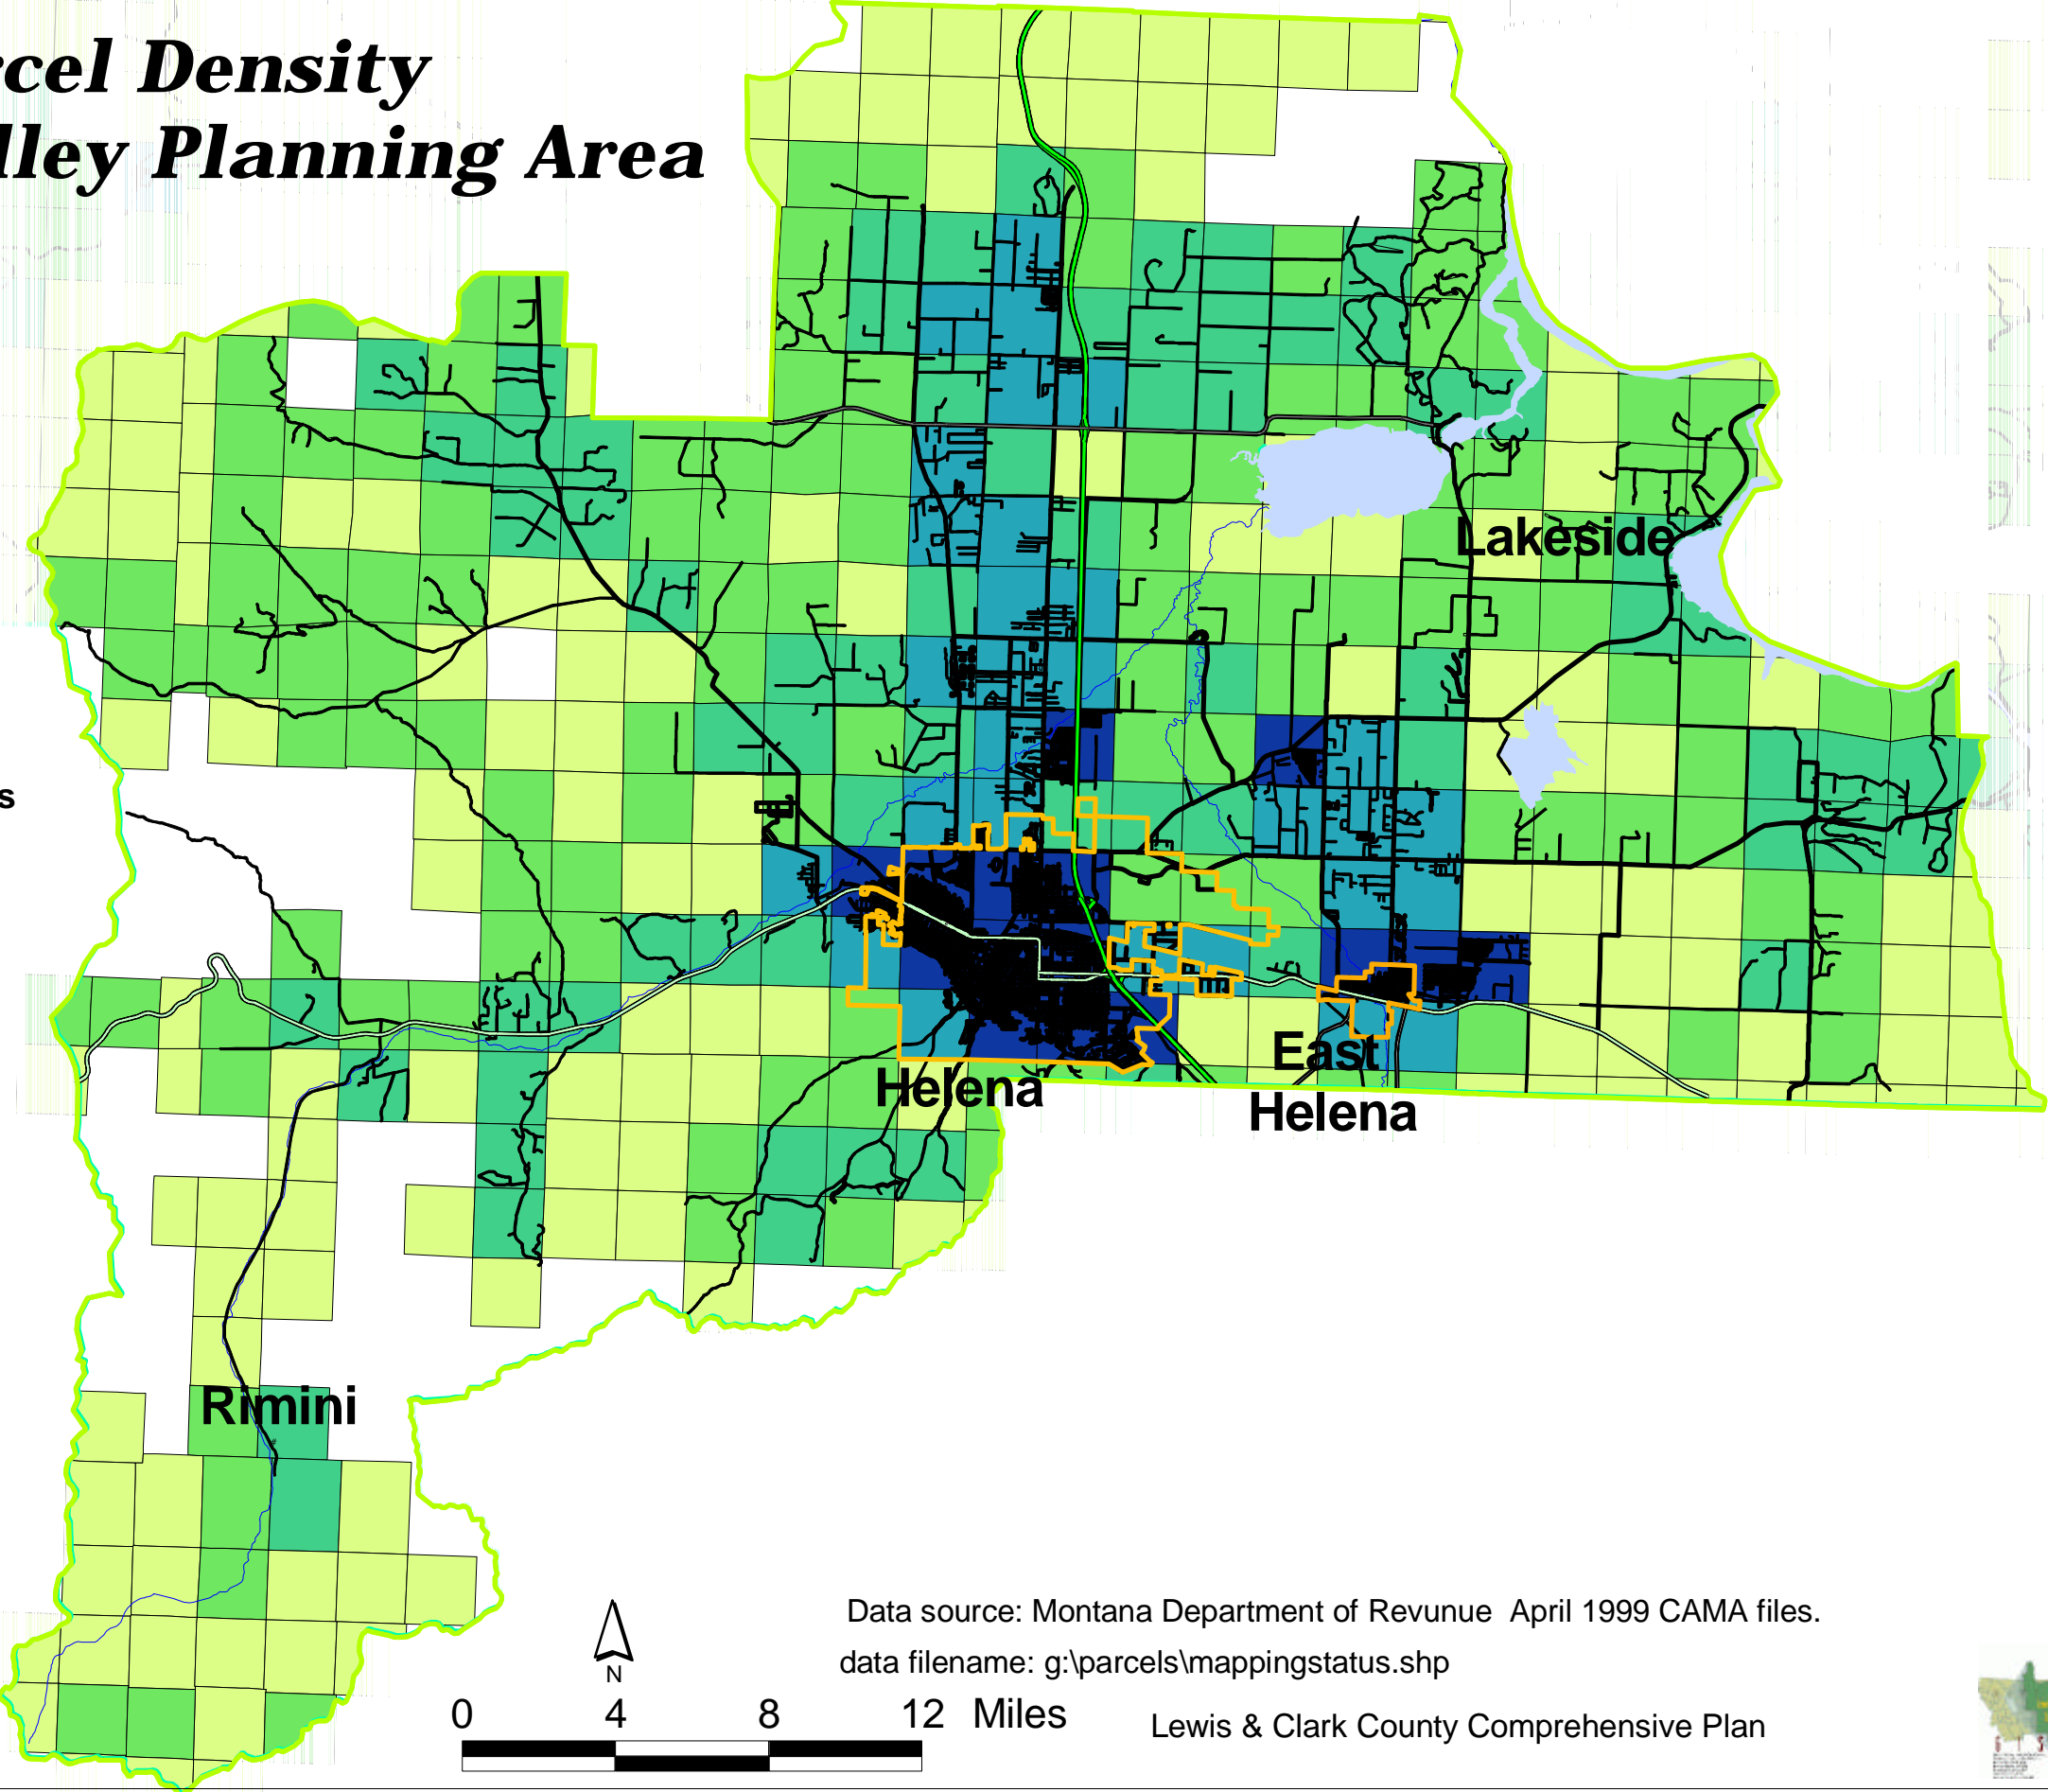 rcel Density
lley Planning Area
Lakeside
s
East
Helena
Helena
Rimini
Data source: Montana Department of Revunue  April 1999 CAMA files.
data filename: g:\parcels\mappingstatus.shp
N
0 4 8 12 Miles
Lewis & Clark County Comprehensive Plan
G I S